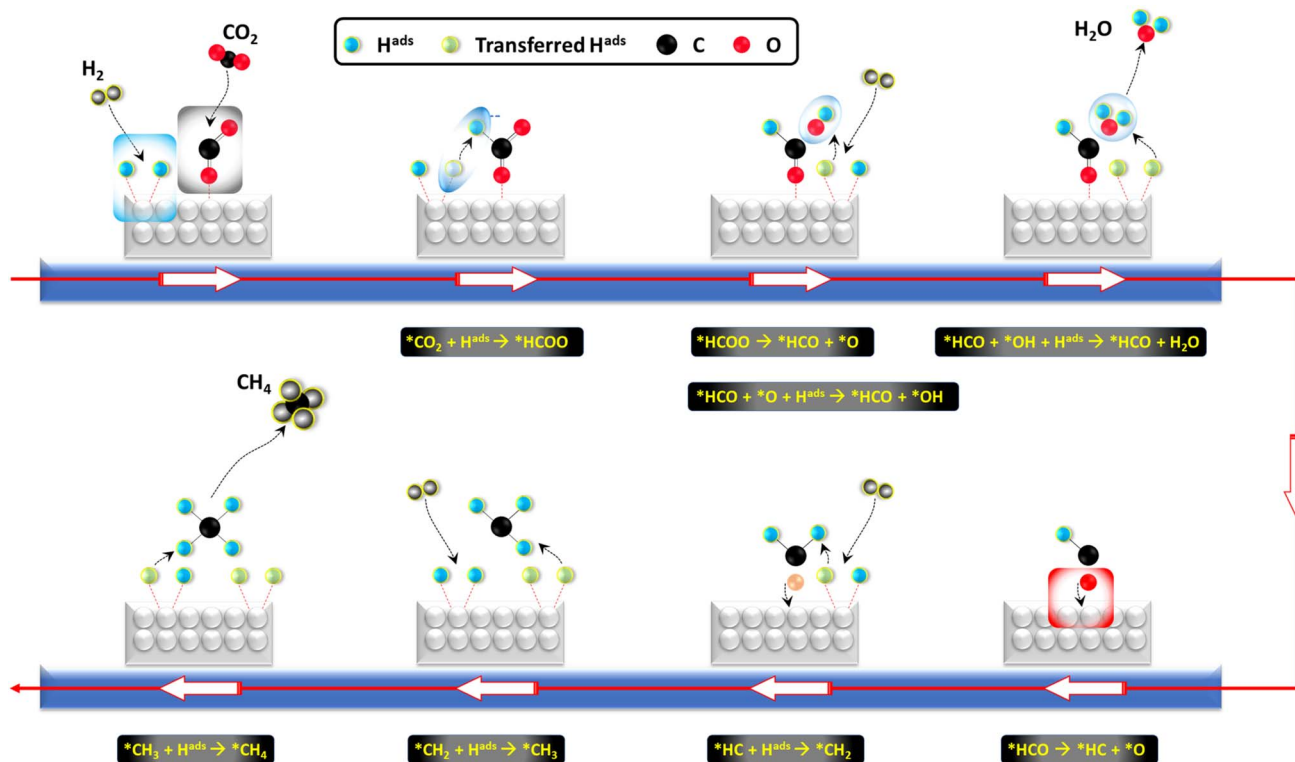 CO₂
H₂
Hᵃᵈˢ Transferred Hᵃᵈˢ C O
H₂O
*CO₂ + Hᵃᵈˢ → *HCOO
*HCOO → *HCO + *O
*HCO + *OH + Hᵃᵈˢ → *HCO + H₂O
*HCO + *O + Hᵃᵈˢ → *HCO + *OH
CH₄
*CH₃ + Hᵃᵈˢ → *CH₄
*CH₂ + Hᵃᵈˢ → *CH₃
*HC + Hᵃᵈˢ → *CH₂
*HCO → *HC + *O